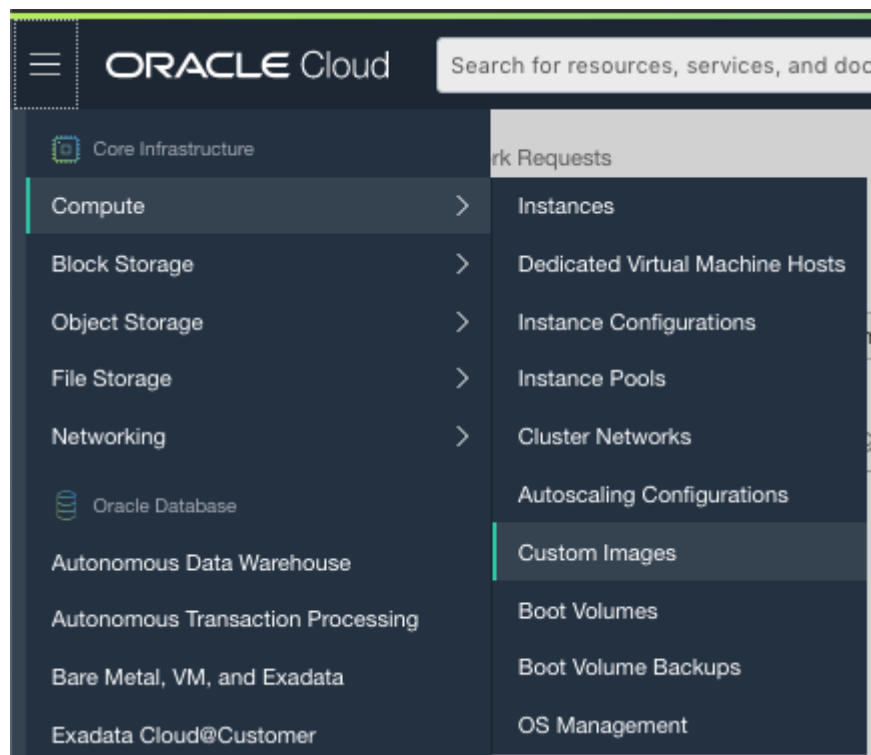 ORACLE Cloud
Search for resources, services, and doc
Core Infrastructure
rk Requests
Compute
Block Storage
Object Storage
File Storage
Networking
Oracle Database
Autonomous Data Warehouse
Autonomous Transaction Processing
Bare Metal, VM, and Exadata
Exadata Cloud@Customer
Instances
Dedicated Virtual Machine Hosts
Instance Configurations
Instance Pools
Cluster Networks
Autoscaling Configurations
Custom Images
Boot Volumes
Boot Volume Backups
OS Management